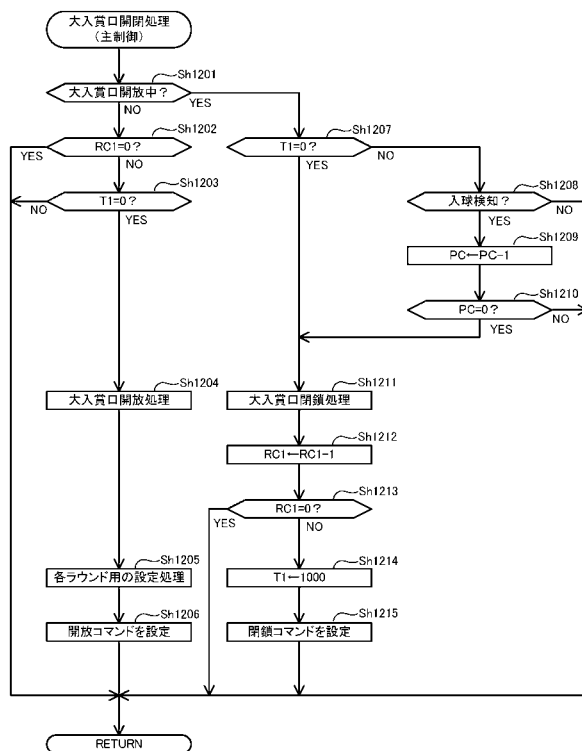 大入賞口開閉処理
(主制御)
Sh1201
大入賞口開放中？
NO
YES
Sh1202
RC1=0？
YES
NO
Sh1203
T1=0？
NO
YES
Sh1204
大入賞口開放処理
Sh1205
各ラウンド用の設定処理
Sh1206
開放コマンドを設定
Sh1207
T1=0？
YES
NO
Sh1208
入球検知？
YES
NO
Sh1209
PC←PC-1
Sh1210
PC=0？
YES
NO
Sh1211
大入賞口閉鎖処理
Sh1212
RC1←RC1-1
Sh1213
RC1=0？
YES
NO
Sh1214
T1←1000
Sh1215
閉鎖コマンドを設定
RETURN